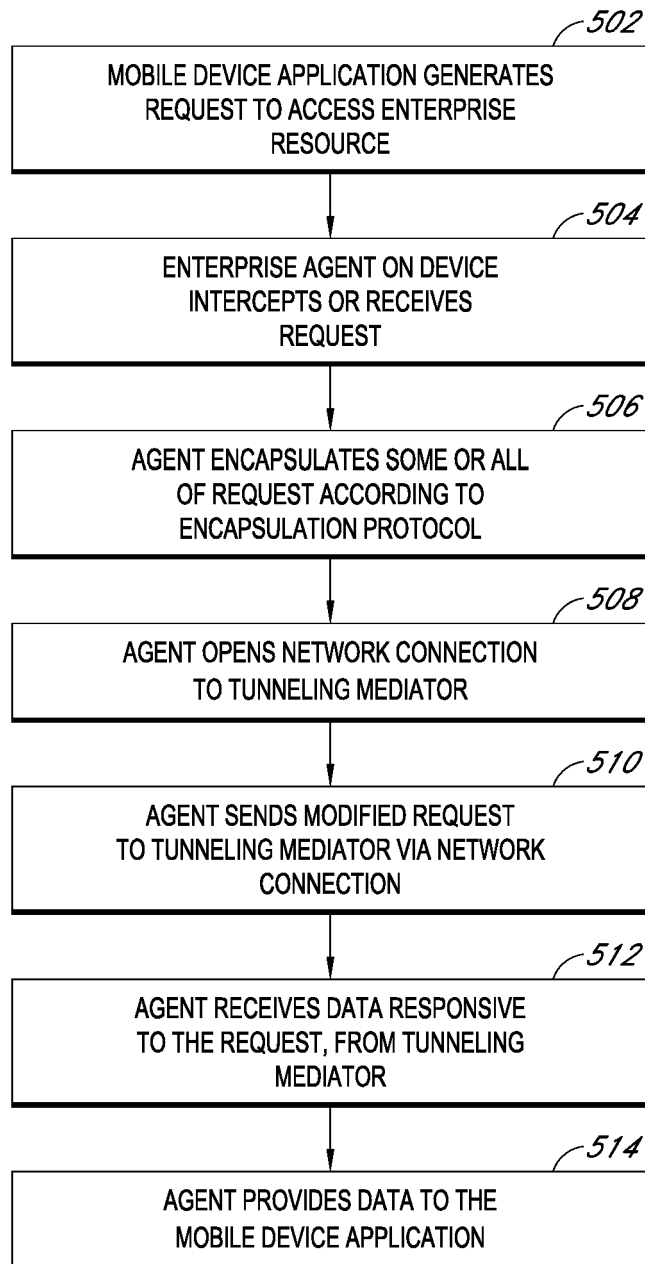 502
MOBILE DEVICE APPLICATION GENERATES
REQUEST TO ACCESS ENTERPRISE
RESOURCE
504
ENTERPRISE AGENT ON DEVICE
INTERCEPTS OR RECEIVES
REQUEST
506
AGENT ENCAPSULATES SOME OR ALL
OF REQUEST ACCORDING TO
ENCAPSULATION PROTOCOL
508
AGENT OPENS NETWORK CONNECTION
TO TUNNELING MEDIATOR
510
AGENT SENDS MODIFIED REQUEST
TO TUNNELING MEDIATOR VIA NETWORK
CONNECTION
512
AGENT RECEIVES DATA RESPONSIVE
TO THE REQUEST, FROM TUNNELING
MEDIATOR
514
AGENT PROVIDES DATA TO THE
MOBILE DEVICE APPLICATION